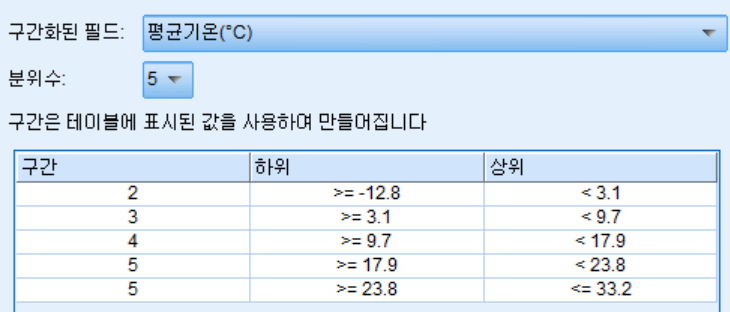 구간화된 필드: 평균기온(°C)
분위수: 5
구간은 테이블에 표시된 값을 사용하여 만들어집니다
구간 하위 상위
2 >= -12.8 < 3.1
3 >= 3.1 < 9.7
4 >= 9.7 < 17.9
5 >= 17.9 < 23.8
5 >= 23.8 <= 33.2